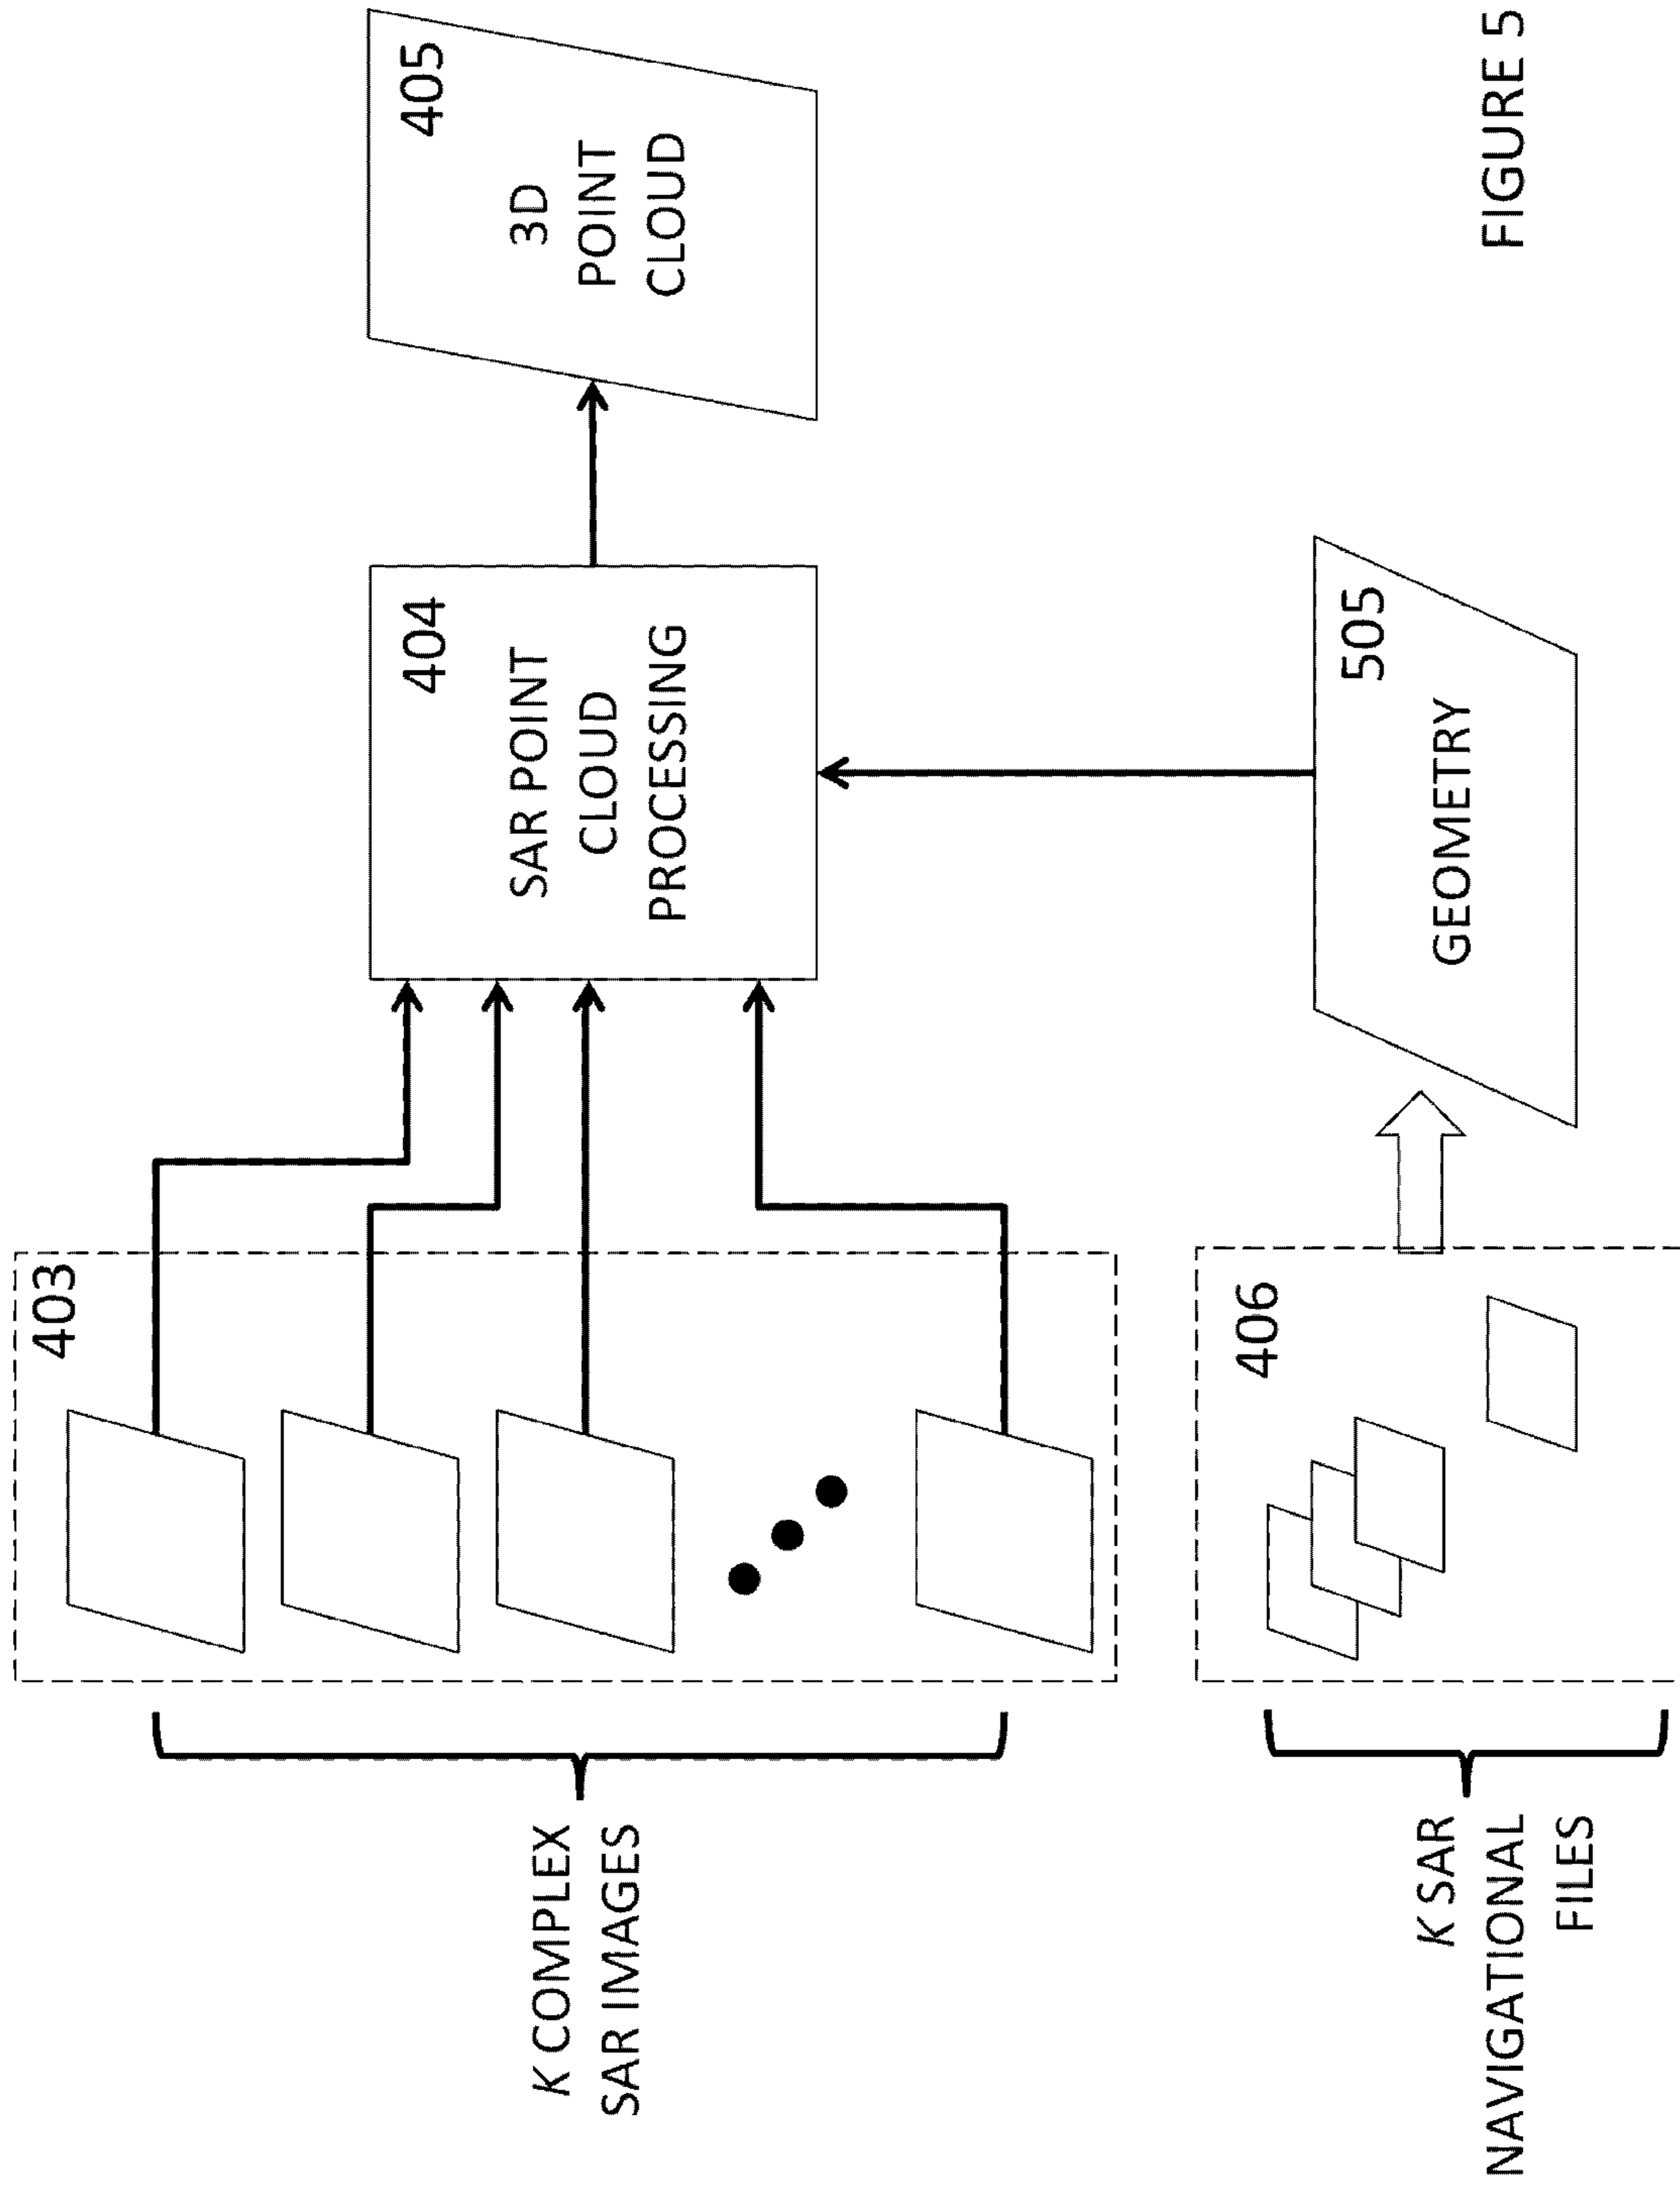 K COMPLEX
SAR IMAGES
403
404
SAR POINT
CLOUD
PROCESSING
405
3D
POINT
CLOUD
K SAR
NAVIGATIONAL
FILES
406
505
GEOMETRY
FIGURE 5